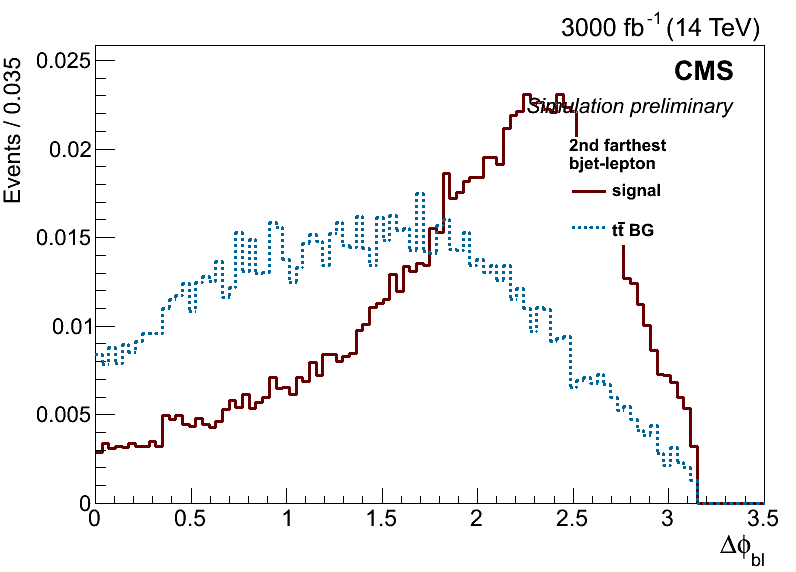 3000 fb⁻¹ (14 TeV)
CMS
Simulation preliminary
2nd farthest
bjet-lepton
signal
tt̄ BG
Events / 0.035
0.025
0.02
0.015
0.01
0.005
0
0 0.5 1 1.5 2 2.5 3 3.5
Δϕ_bl